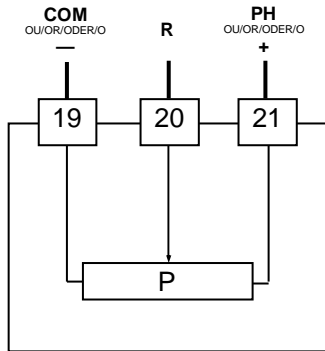 COM
OU/OR/ODER/O
—
R
PH
OU/OR/ODER/O
+
19
20
21
P